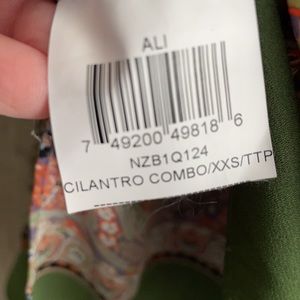 ALI
7 49200 49818 6
NZB1Q124
CILANTRO COMBO/XXS/TTP